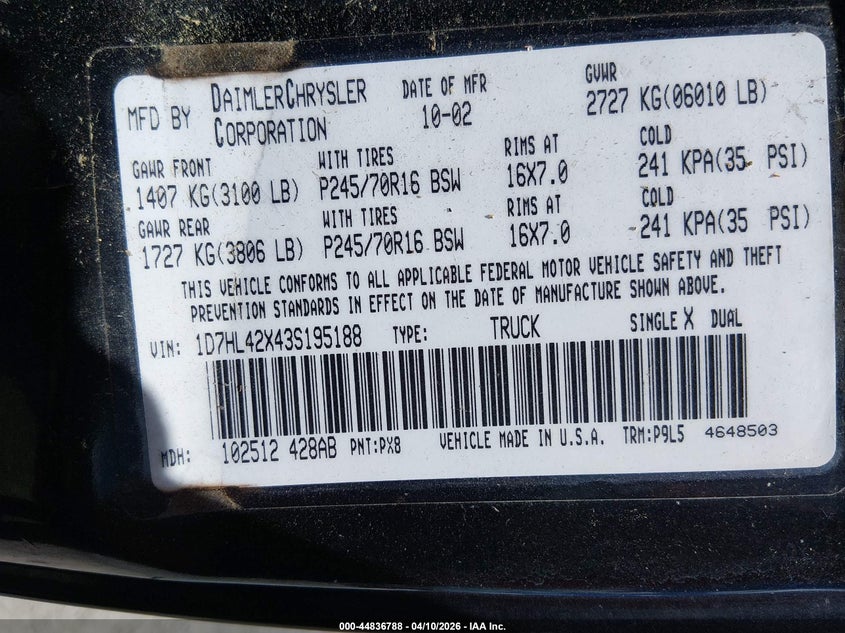 MFD BY DAIMLERCHRYSLER CORPORATION DATE OF MFR 10-02 GVWR 2727 KG(06010 LB)
GAWR FRONT WITH TIRES RIMS AT COLD
1407 KG(3100 LB) P245/70R16 BSW 16X7.0 241 KPA(35 PSI)
GAWR REAR WITH TIRES RIMS AT COLD
1727 KG(3806 LB) P245/70R16 BSW 16X7.0 241 KPA(35 PSI)
THIS VEHICLE CONFORMS TO ALL APPLICABLE FEDERAL MOTOR VEHICLE SAFETY AND THEFT
PREVENTION STANDARDS IN EFFECT ON THE DATE OF MANUFACTURE SHOWN ABOVE.
VIN: 1D7HL42X43S195188 TYPE: TRUCK SINGLE X DUAL
MDH: 102512 428AB PNT:PX8 VEHICLE MADE IN U.S.A. TRM:P9L5 4648503
000-44836788 - 04/10/2026 - IAA Inc.